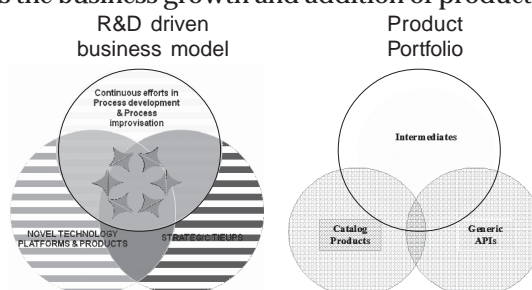 s the business growth and addition of product
R&D driven
business model
Product
Portfolio
Continuous efforts in
Process development
& Process
improvisation
NOVEL TECHNOLOGY
PLATFORMS & PRODUCTS
STRATEGIC TIEUPS
Intermediates
Catalog
Products
Generic
APIs